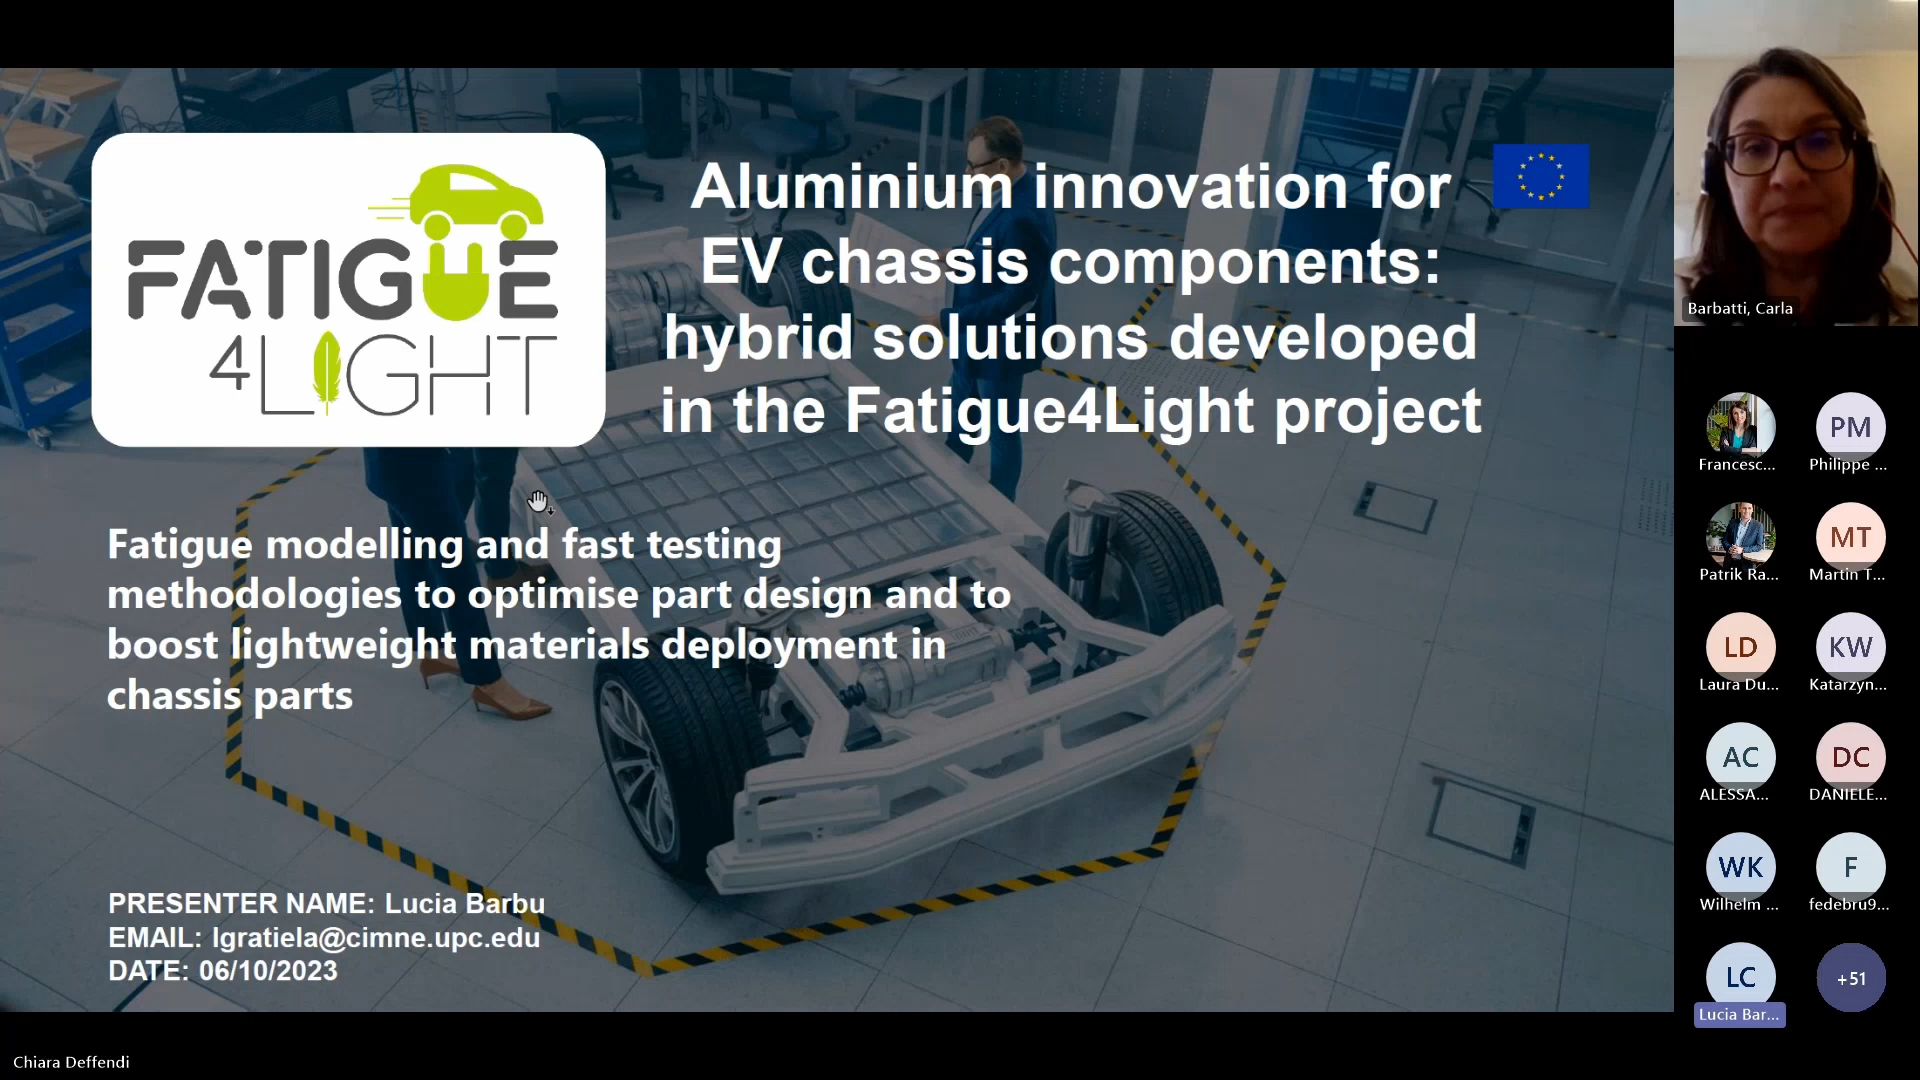 FATIGUE
4LIGHT
Aluminium innovation for
EV chassis components:
hybrid solutions developed
in the Fatigue4Light project
Fatigue modelling and fast testing
methodologies to optimise part design and to
boost lightweight materials deployment in
chassis parts
PRESENTER NAME: Lucia Barbu
EMAIL: lgratiela@cimne.upc.edu
DATE: 06/10/2023
Chiara Deffendi
Barbatti, Carla
Francesc...
PM
Philippe ...
Patrik Ra...
MT
Martin T...
LD
Laura Du...
KW
Katarzyn...
AC
ALESSA...
DC
DANIELE...
WK
Wilhelm ...
F
fedebru9...
LC
Lucia Bar...
+51